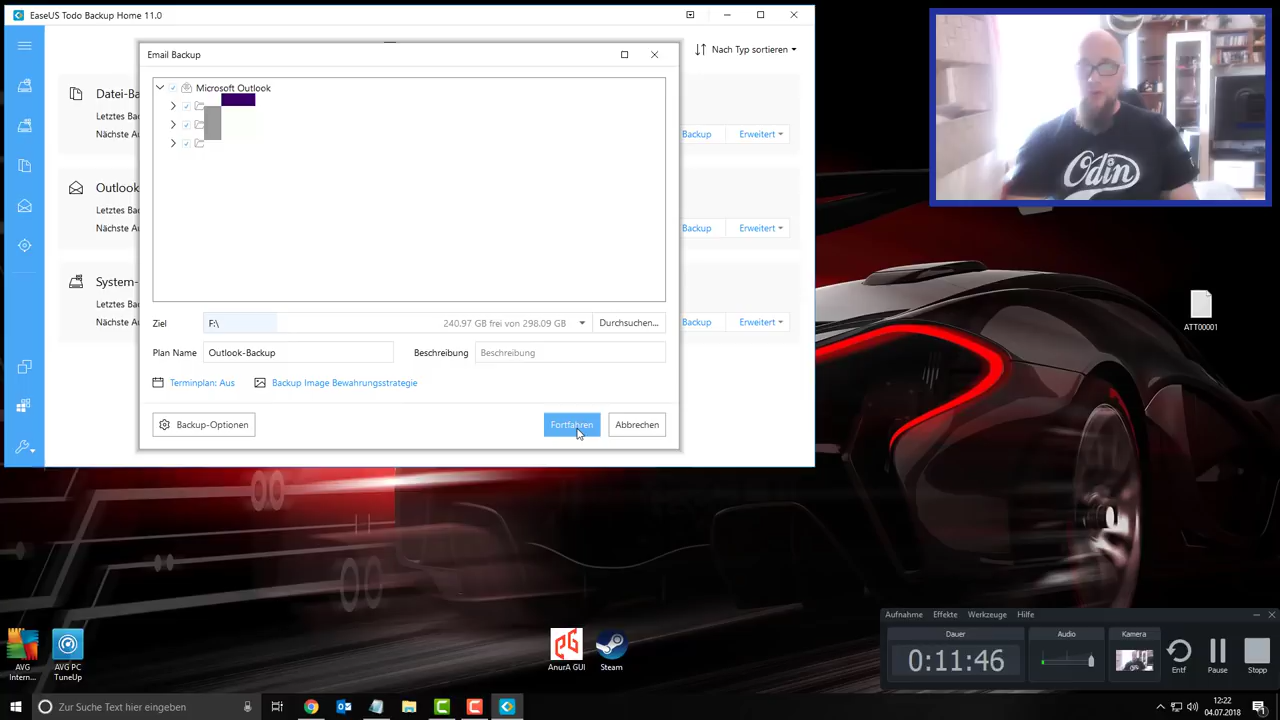 EaseUS Todo Backup Home 11.0
Nach Typ sortieren
Email Backup
Microsoft Outlook
Datei-Ba
Letztes Ba
Nächste Au
Backup
Erweitert
Outlook
Letztes Bac
Nächste Au
Backup
Erweitert
System-
Letztes Bac
Nächste Au
Backup
Erweitert
Ziel
F:\
240.97 GB frei von 298.09 GB
Durchsuchen...
Plan Name
Outlook-Backup
Beschreibung
Beschreibung
Terminplan: Aus
Backup Image Bewahrungsstrategie
Backup-Optionen
Fortfahren
Abbrechen
Odin
ATT00001
AVG
Intern...
AVG PC
TuneUp
AnurA GUI
Steam
Aufnahme
Effekte
Werkzeuge
Hilfe
Dauer
0:11:46
Audio
Kamera
Entf
Pause
Stopp
Zur Suche Text hier eingeben
12:22
04.07.2018